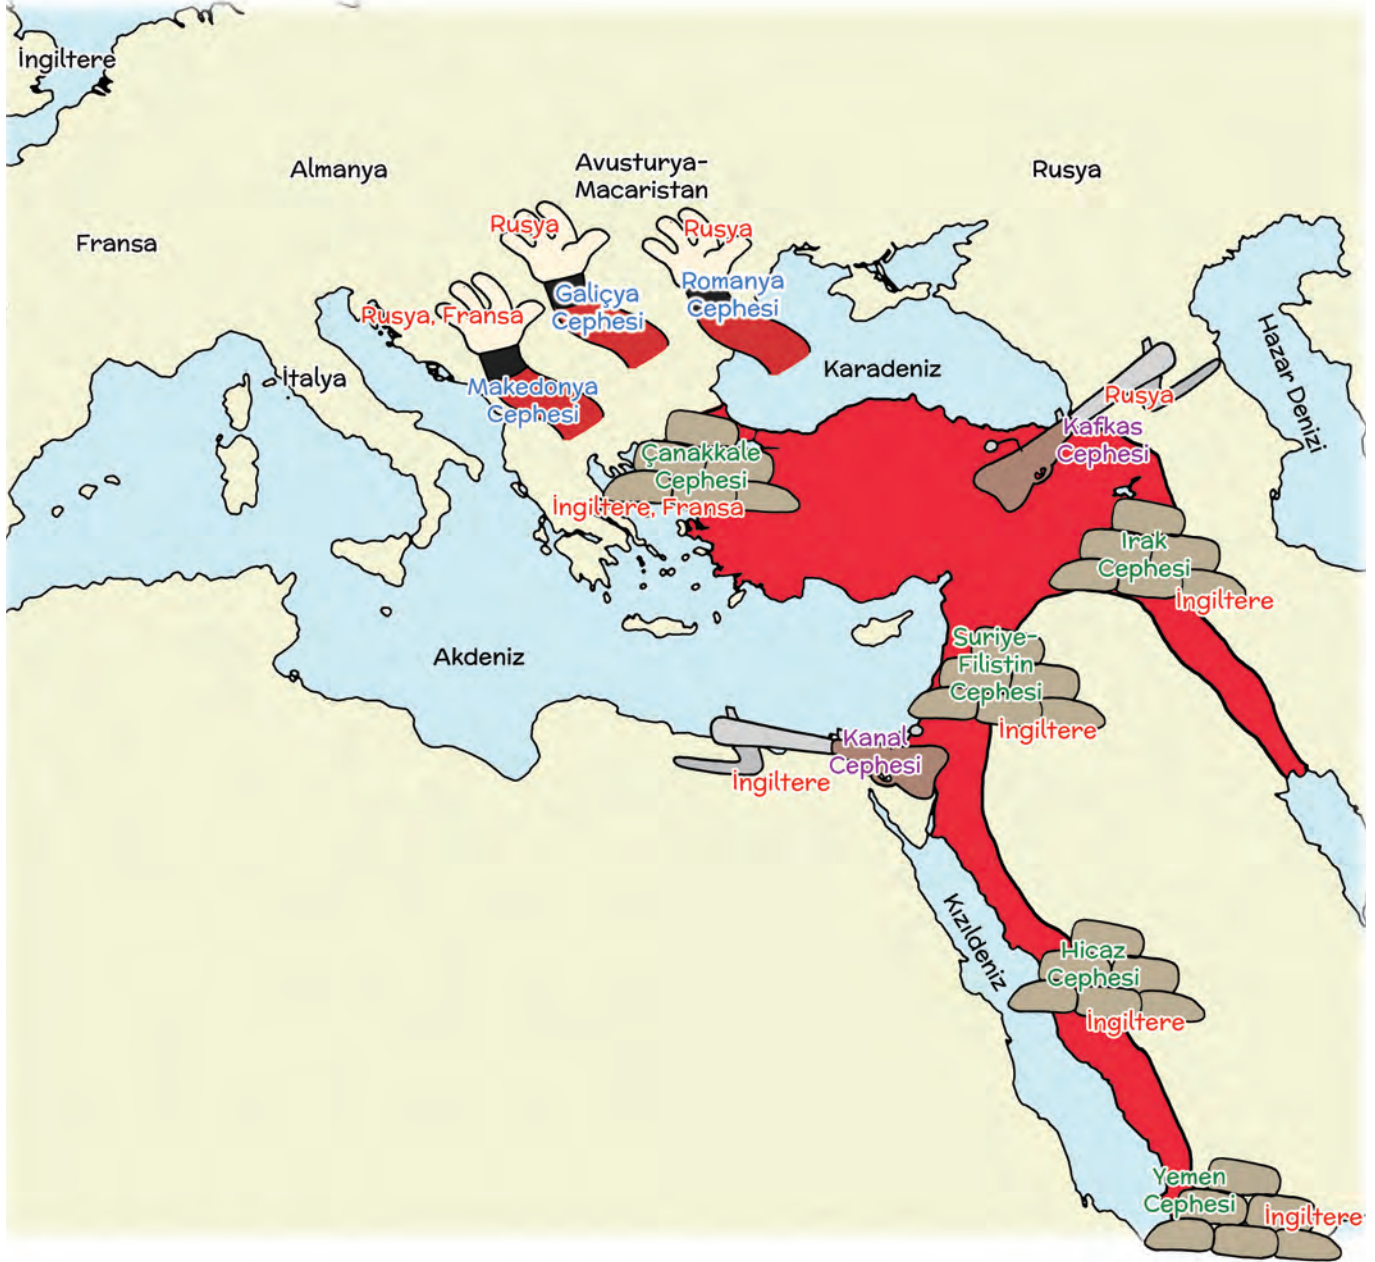 İngiltere
Almanya
Avusturya-
Macaristan
Rusya
Fransa
Rusya
Rusya
Galiçya
Cephesi
Romanya
Cephesi
Rusya, Fransa
Makedonya
Cephesi
İtalya
Karadeniz
Hazar Denizi
Rusya
Kafkas
Cephesi
Çanakkale
Cephesi
İngiltere, Fransa
Irak
Cephesi
İngiltere
Akdeniz
Suriye-
Filistin
Cephesi
İngiltere
Kanal
Cephesi
İngiltere
Kızıldeniz
Hicaz
Cephesi
İngiltere
Yemen
Cephesi
İngiltere